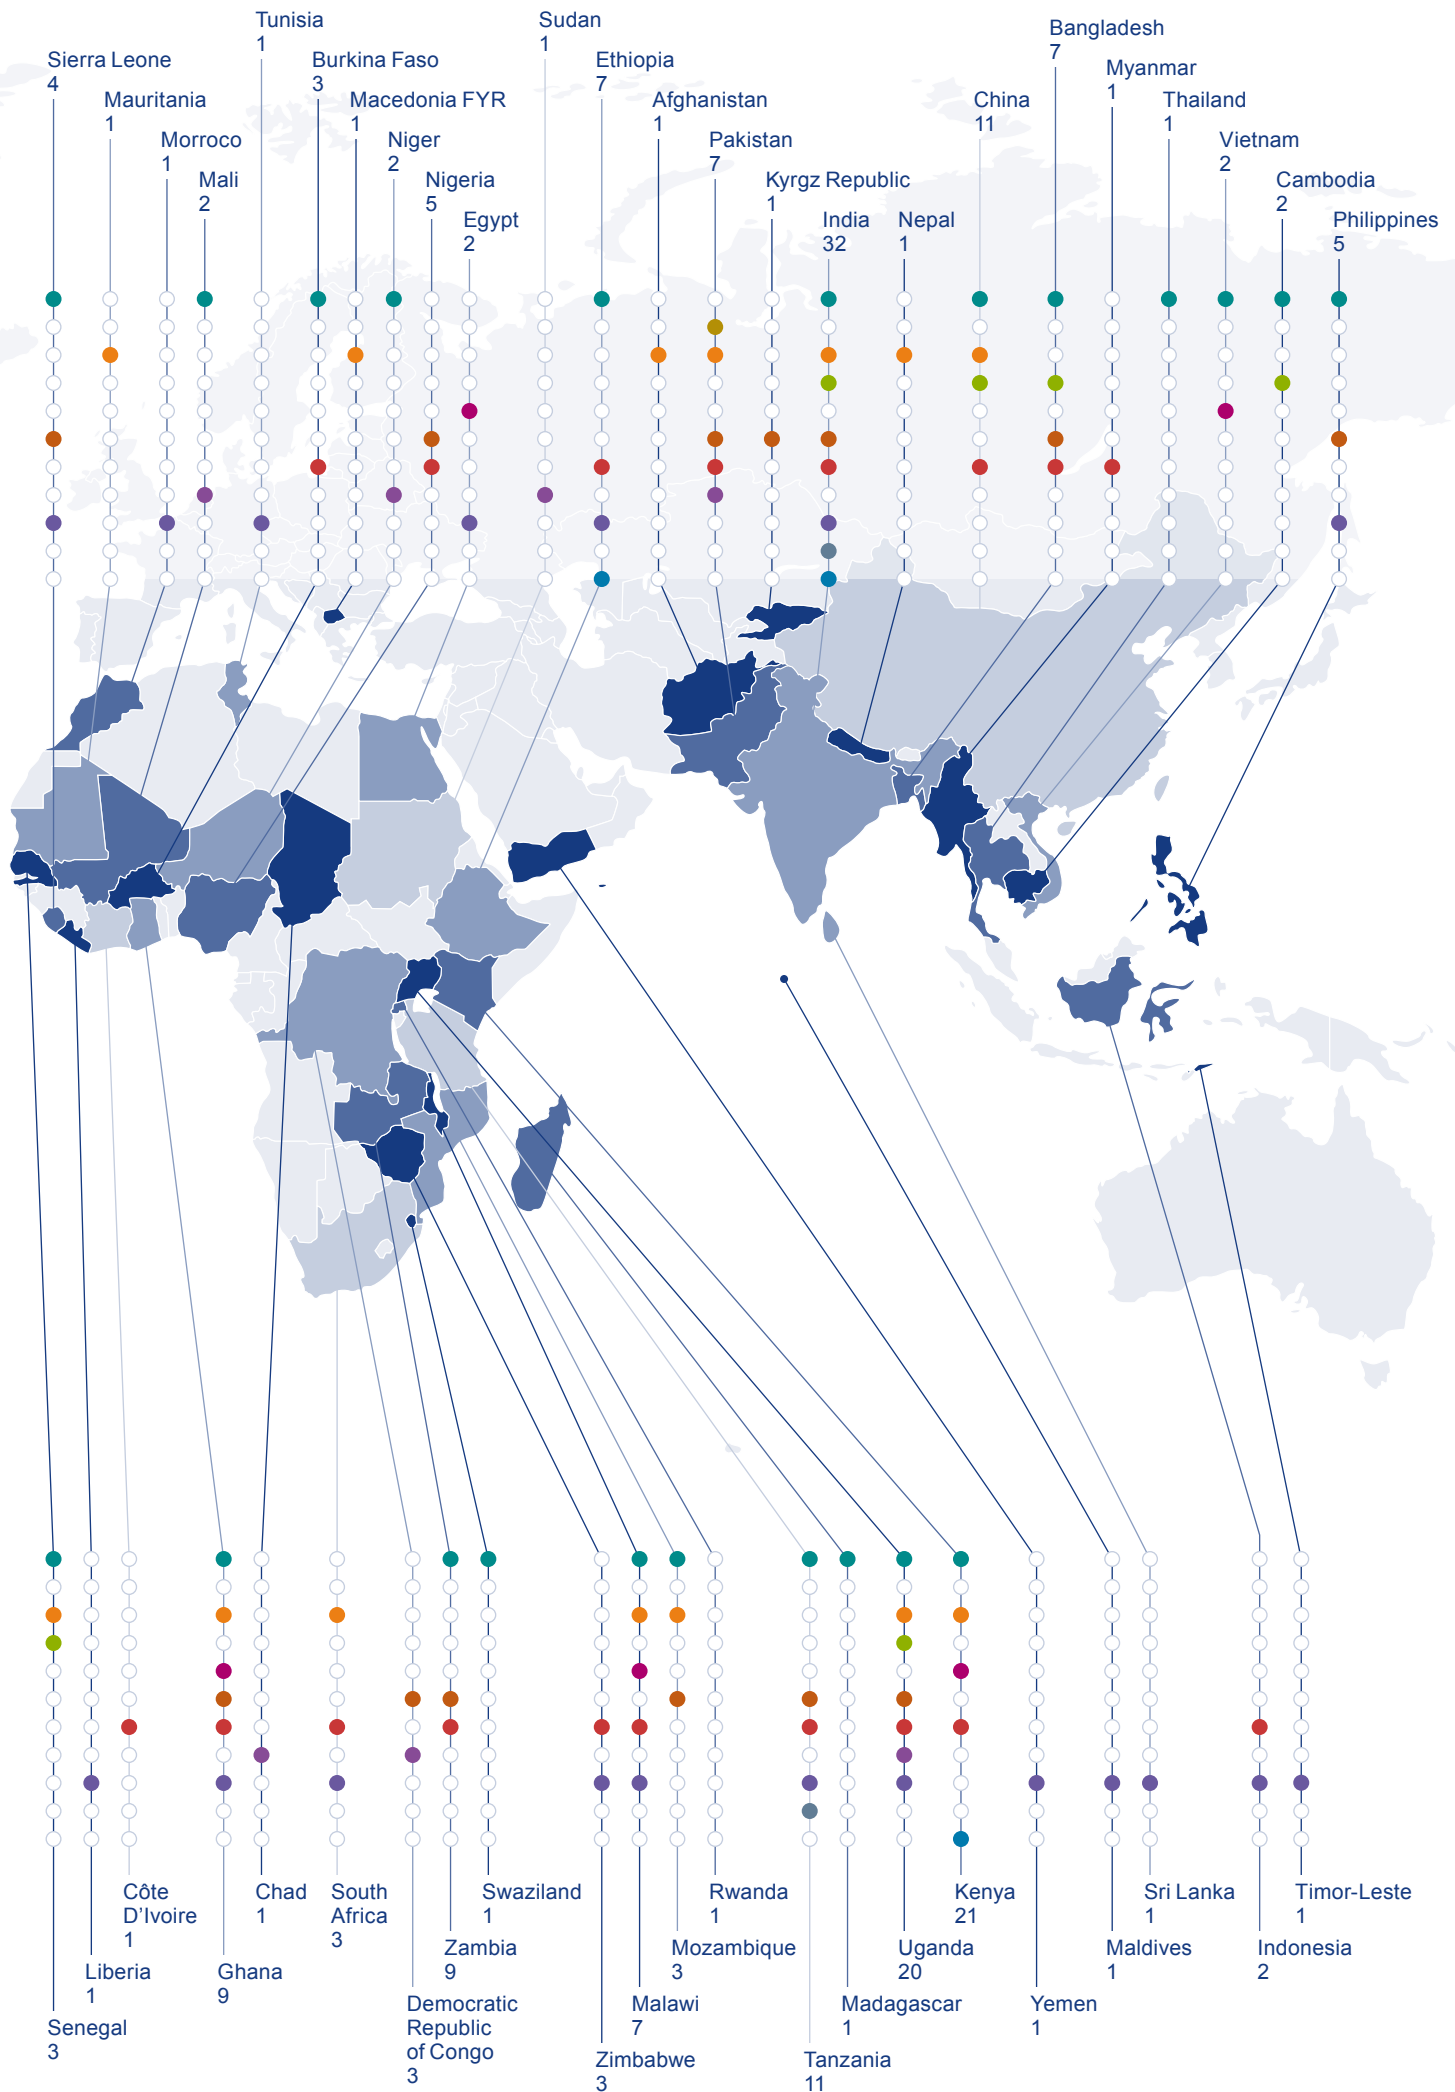 Tunisia
1
Sudan
1
Bangladesh
7
Sierra Leone
4
Burkina Faso
3
Ethiopia
7
Myanmar
1
Mauritania
1
Macedonia FYR
1
Afghanistan
1
China
11
Thailand
1
Morroco
1
Niger
2
Pakistan
7
Vietnam
2
Mali
2
Nigeria
5
Kyrgz Republic
1
Cambodia
2
Egypt
2
India
32
Nepal
1
Philippines
5
Côte
D'Ivoire
1
Chad
1
South
Africa
3
Swaziland
1
Rwanda
1
Kenya
21
Sri Lanka
1
Timor-Leste
1
Liberia
1
Ghana
9
Zambia
9
Mozambique
3
Uganda
20
Maldives
1
Indonesia
2
Senegal
3
Democratic
Republic
of Congo
3
Malawi
7
Madagascar
1
Yemen
1
Zimbabwe
3
Tanzania
11